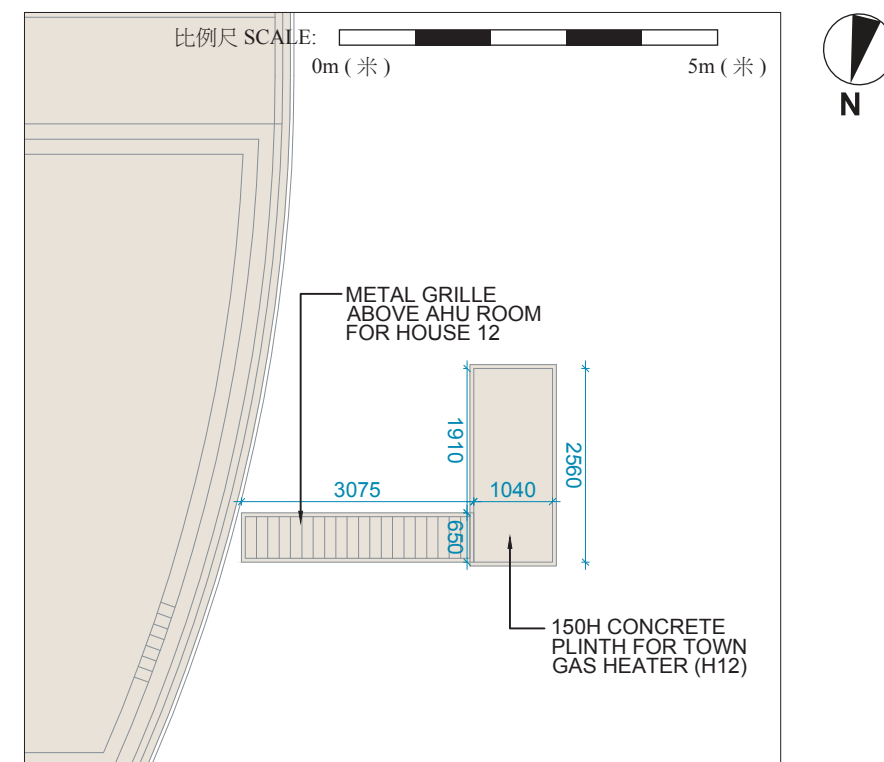 比例尺 SCALE:
0m ( 米 )
5m ( 米 )
N
METAL GRILLE
ABOVE AHU ROOM
FOR HOUSE 12
1910
2560
3075
1040
650
150H CONCRETE
PLINTH FOR TOWN
GAS HEATER (H12)